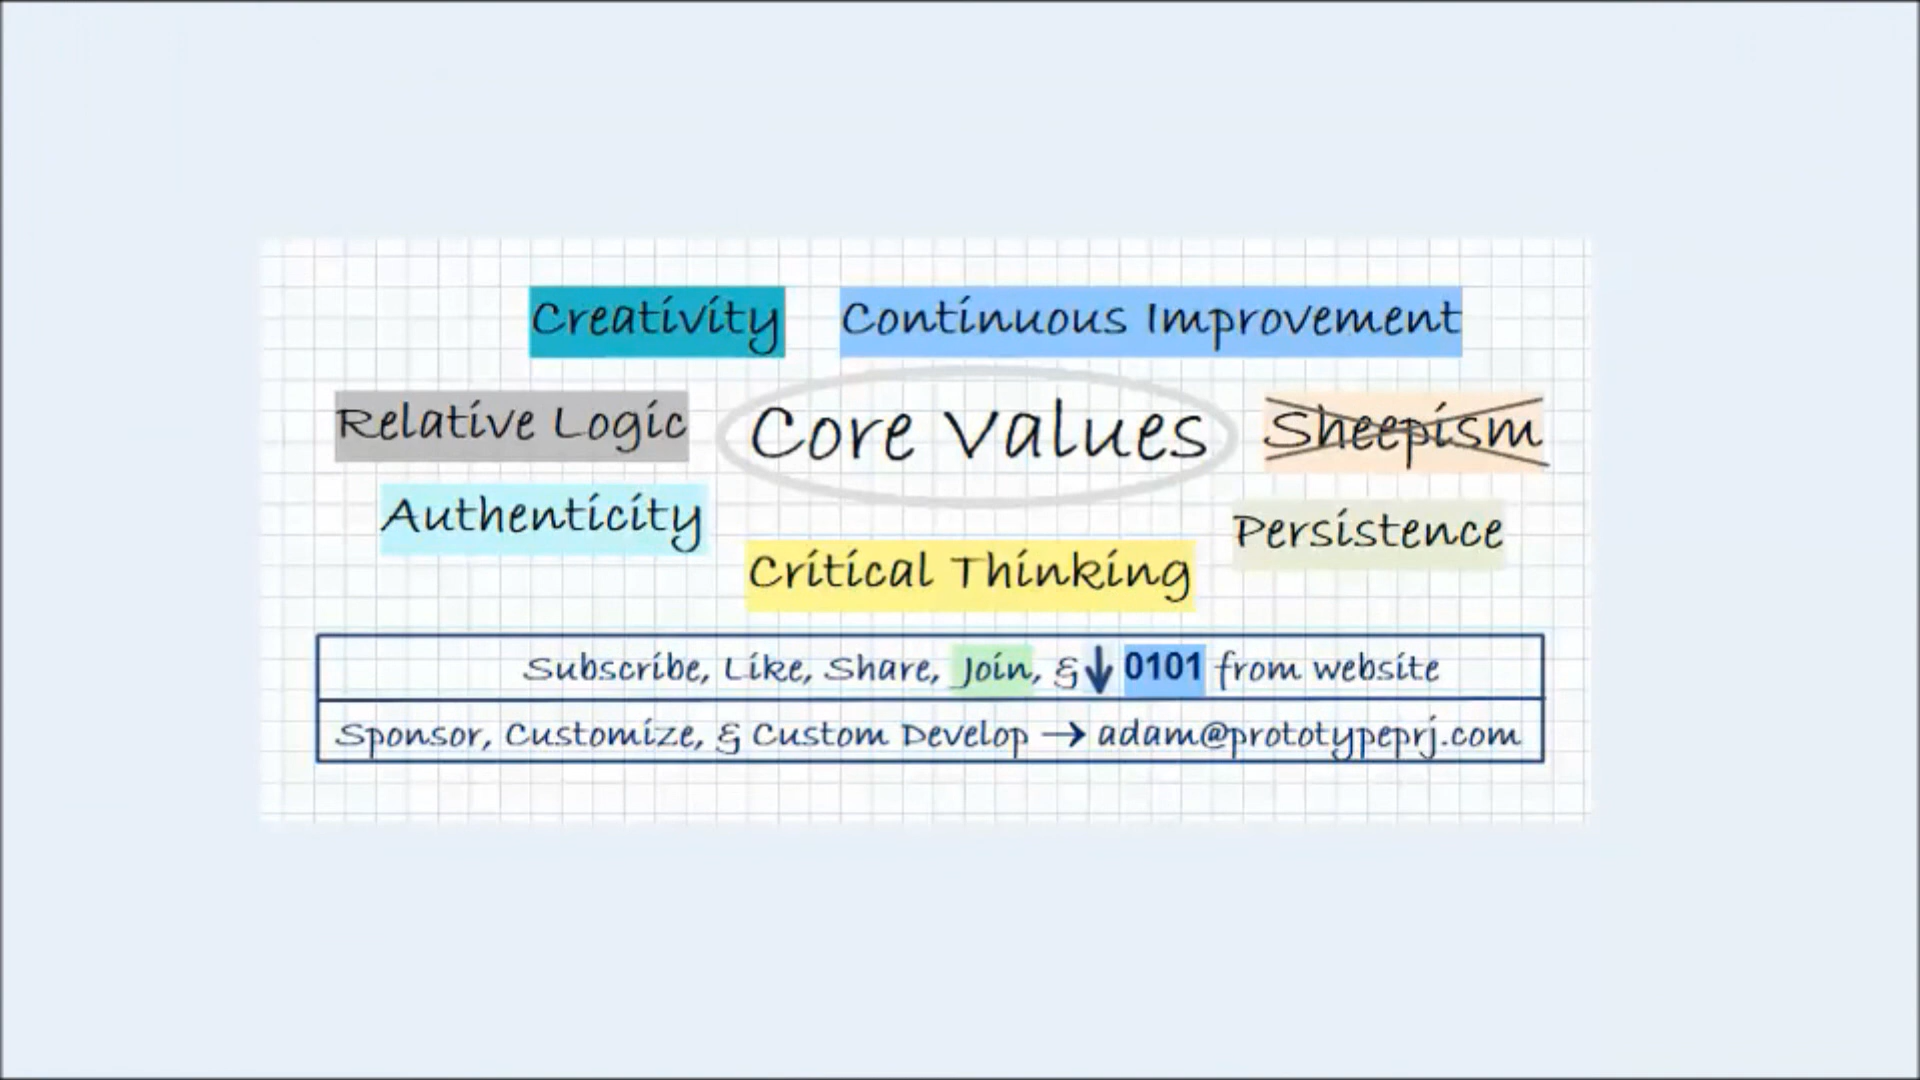 Creativity Continuous Improvement
Relative Logic Core Values Sheepism
Authenticity Persistence
Critical Thinking
Subscribe, Like, Share, Join, &↓ 0101 from website
Sponsor, Customize, & Custom Develop → adam@prototypeprj.com